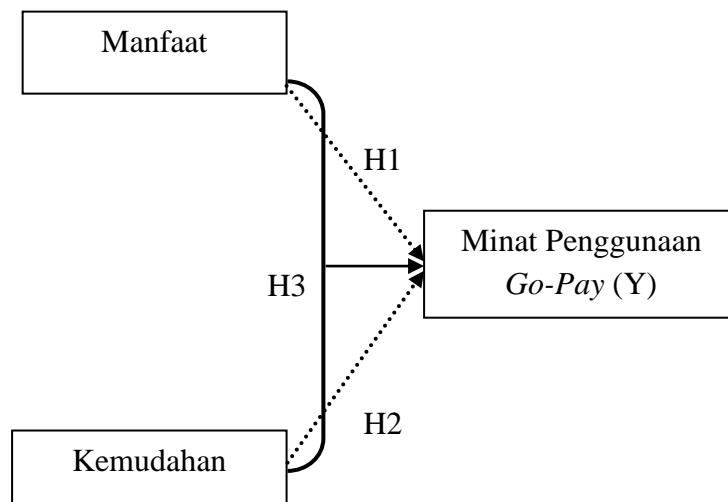 Manfaat
H1
Minat Penggunaan
Go-Pay (Y)
H3
H2
Kemudahan